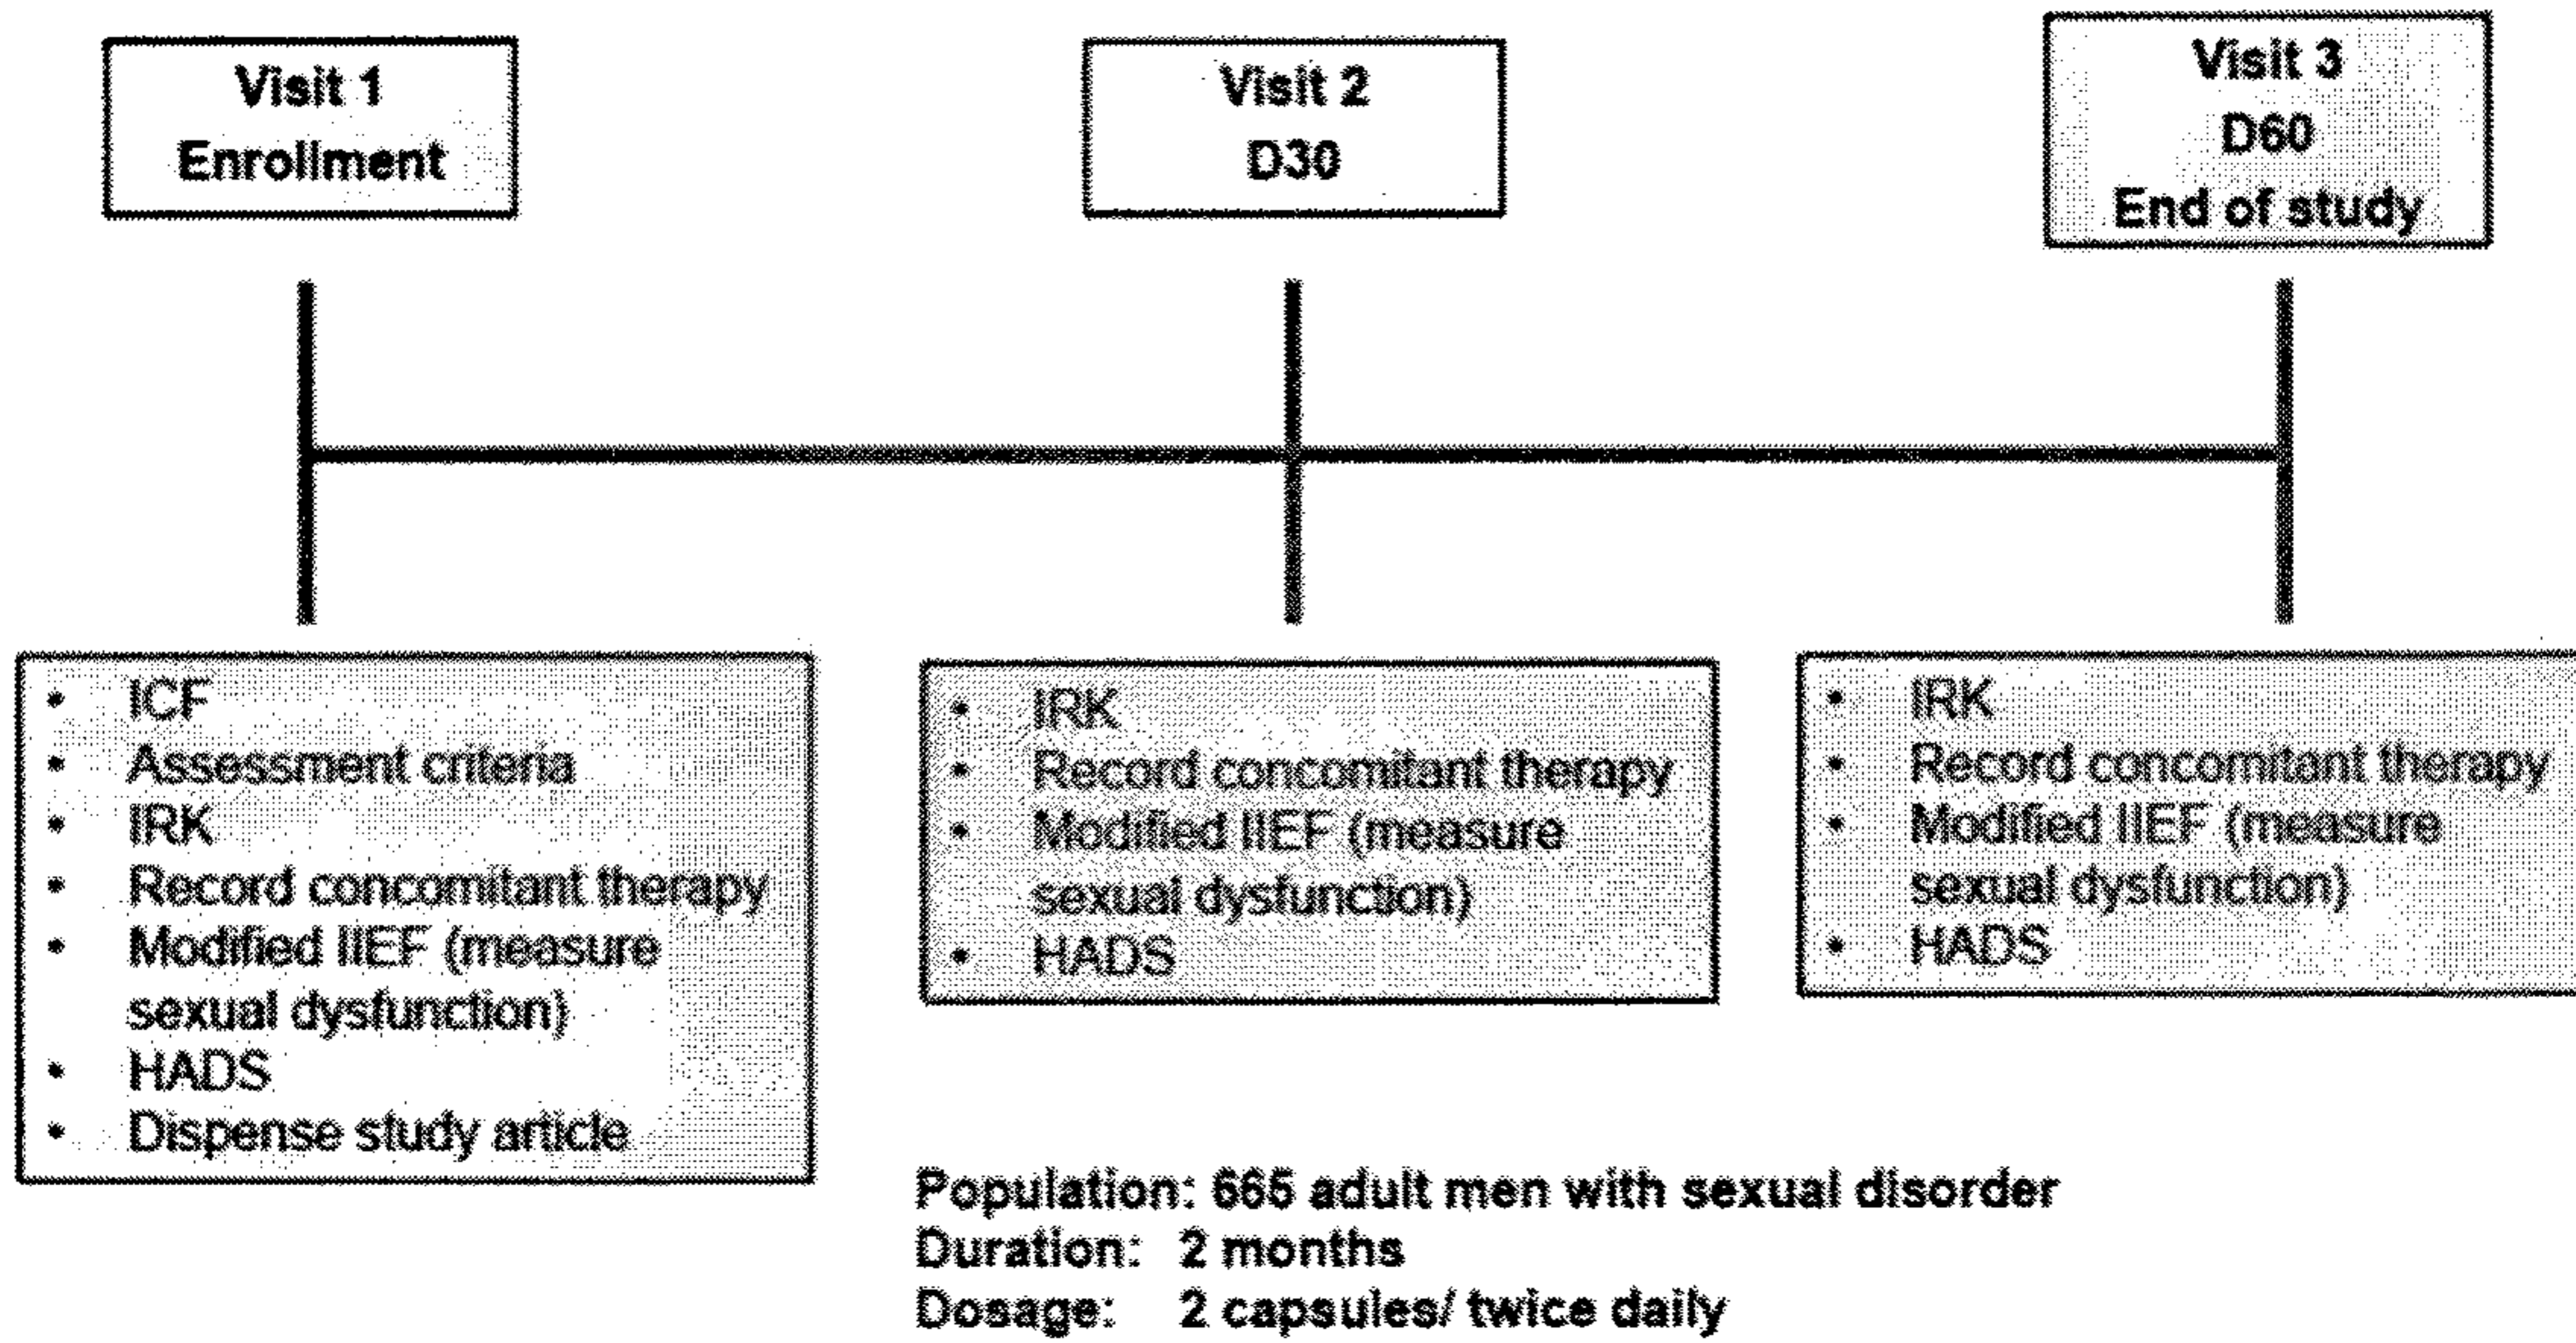 Visit 1
Enrollment
Visit 2
D30
Visit 3
D60
End of study
• ICF
• Assessment criteria
• IRK
• Record concomitant therapy
• Modified IIEF (measure
sexual dysfunction)
• HADS
• Dispense study article
• IRK
• Record concomitant therapy
• Modified IIEF (measure
sexual dysfunction)
• HADS
• IRK
• Record concomitant therapy
• Modified IIEF (measure
sexual dysfunction)
• HADS
Population: 665 adult men with sexual disorder
Duration: 2 months
Dosage: 2 capsules/ twice daily